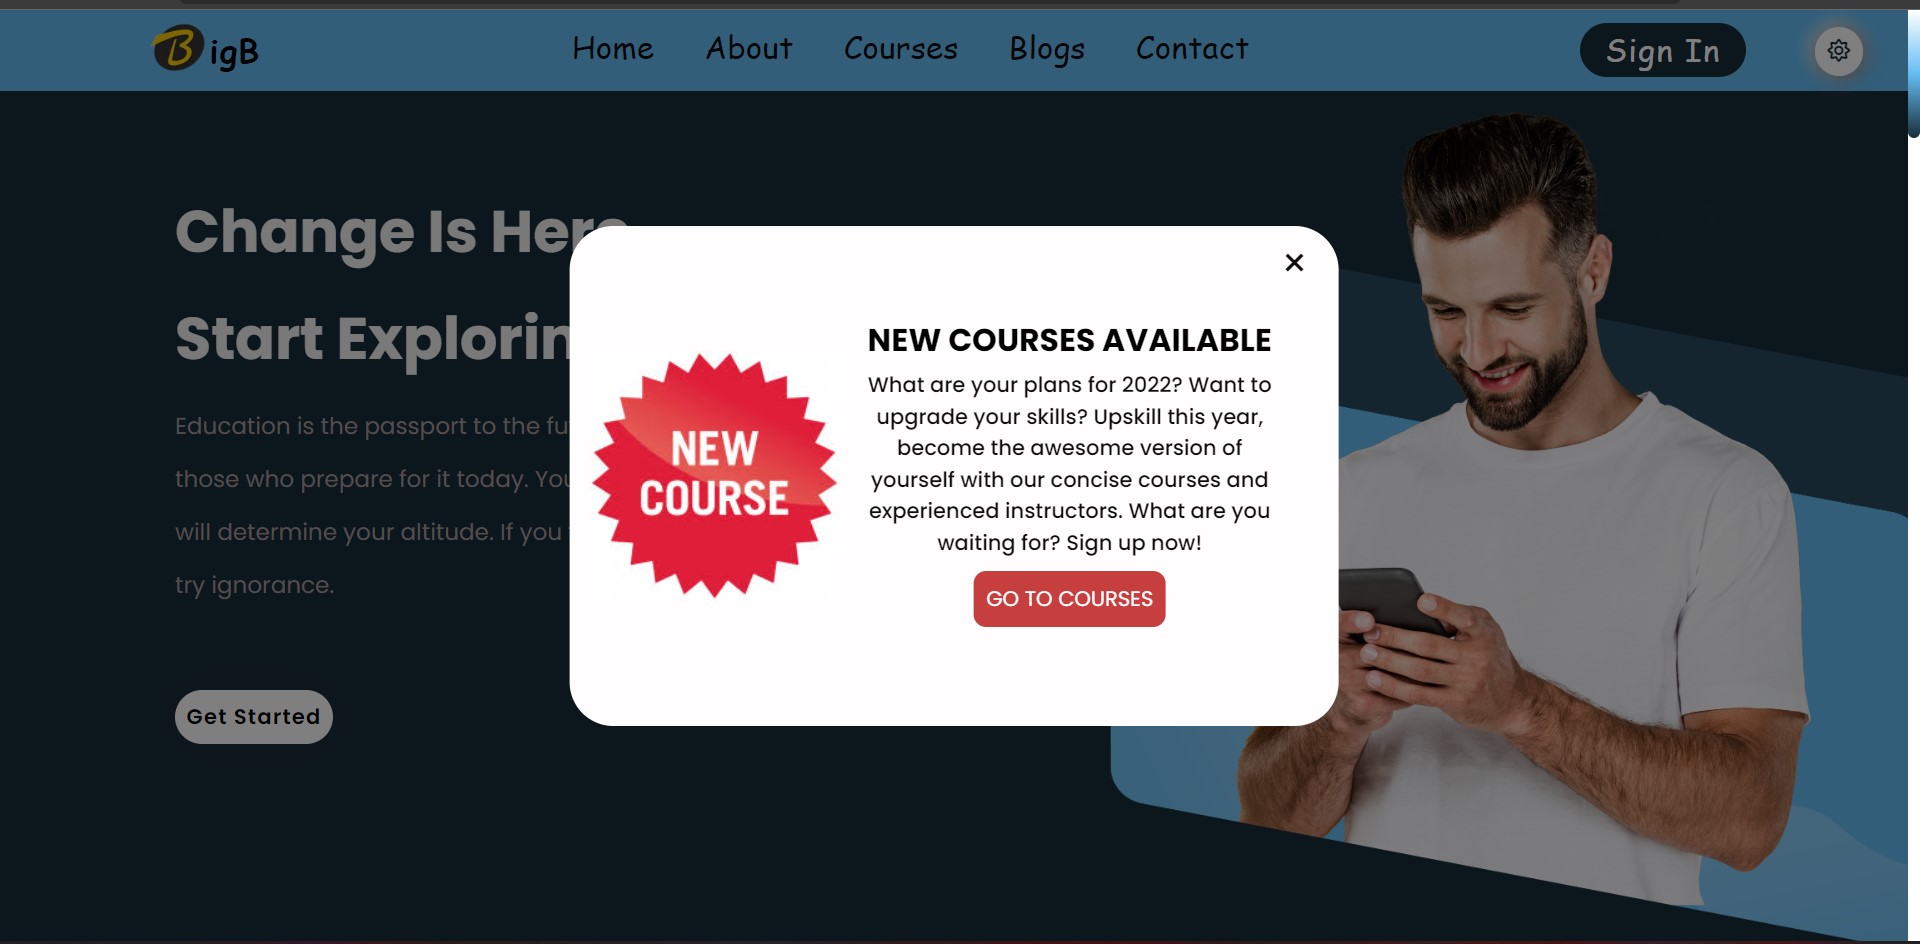 BigB
Home About Courses Blogs Contact
Sign In
Change Is Here
Start Explorin
Education is the passport to the fu
those who prepare for it today. You
will determine your altitude. If you
try ignorance.
Get Started
NEW
COURSE
NEW COURSES AVAILABLE
What are your plans for 2022? Want to
upgrade your skills? Upskill this year,
become the awesome version of
yourself with our concise courses and
experienced instructors. What are you
waiting for? Sign up now!
GO TO COURSES